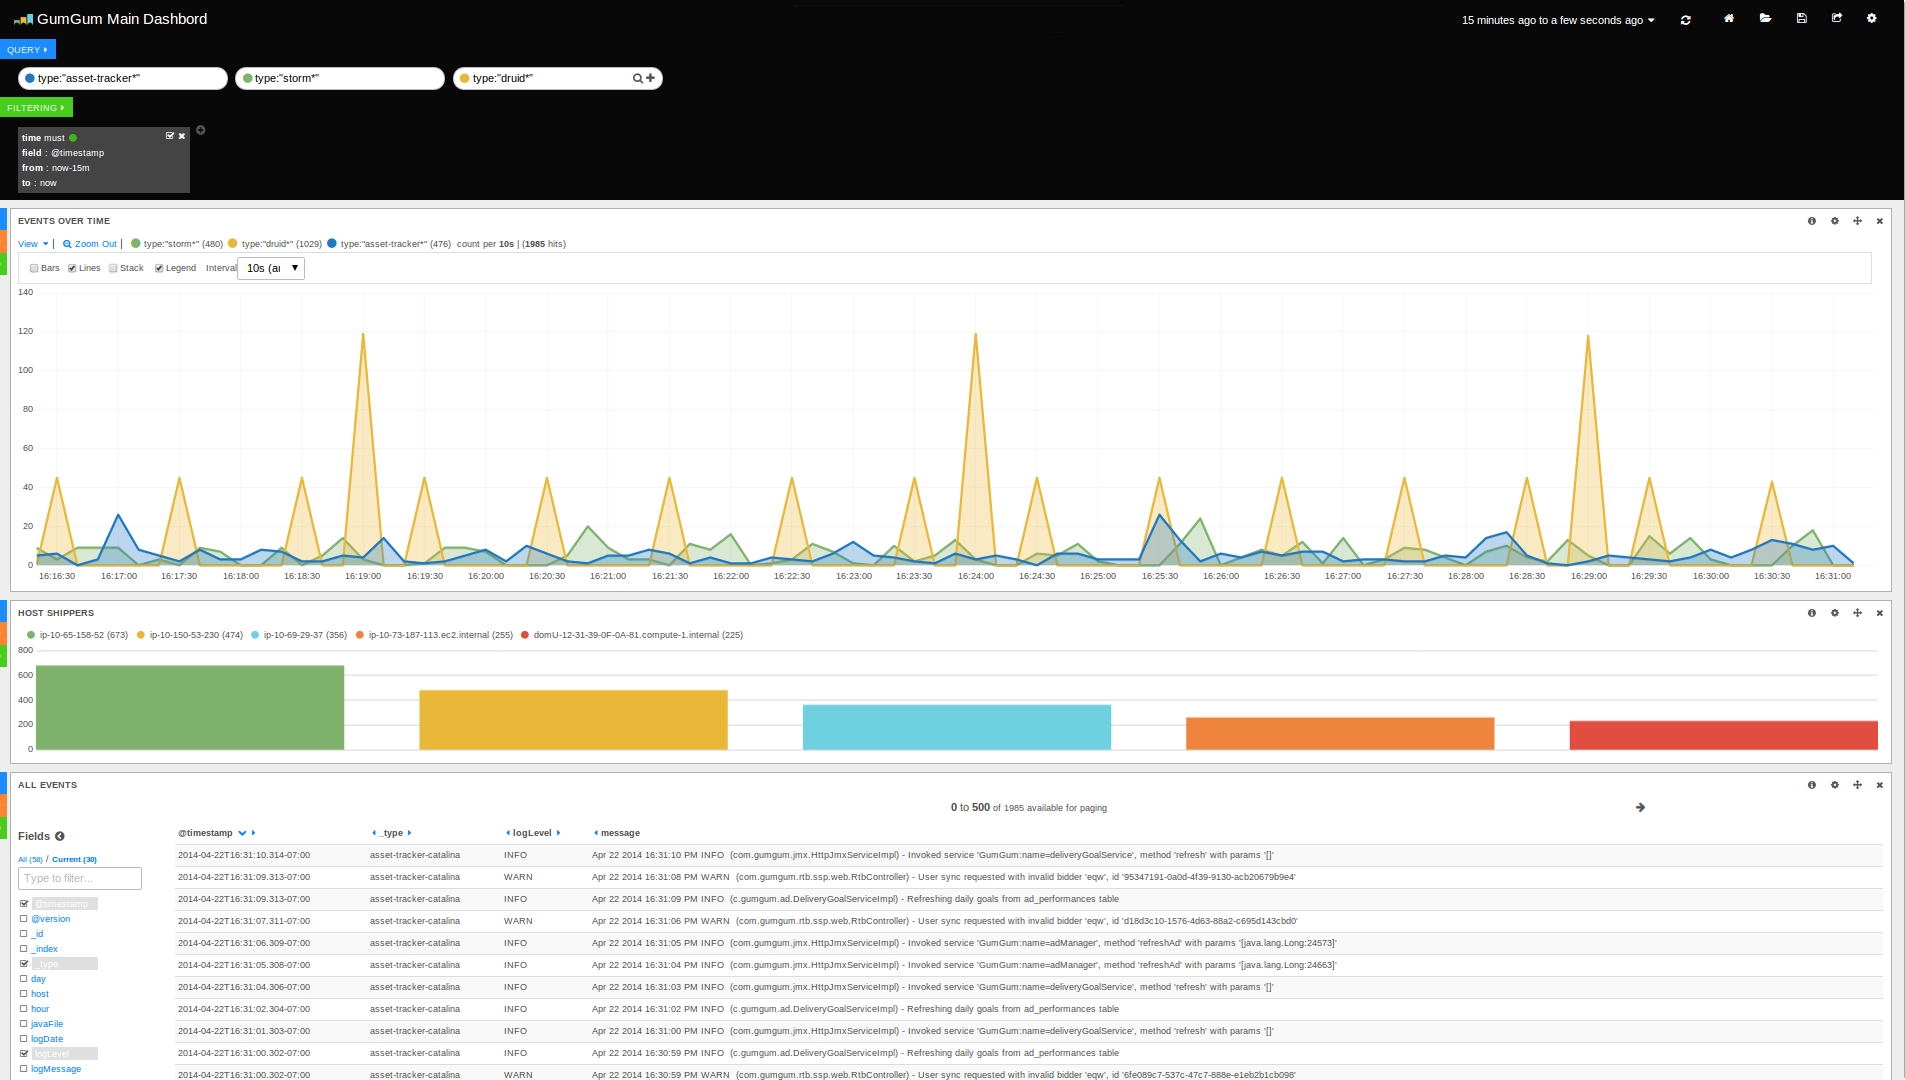 GumGum Main Dashbord
15 minutes ago to a few seconds ago
QUERY
type:"asset-tracker*" type:"storm*" type:"druid*"
FILTERING
time must
field : @timestamp
from : now-15m
to : now
EVENTS OVER TIME
View | Zoom Out | type:"storm*" (480) type:"druid*" (1029) type:"asset-tracker*" (476) count per 10s | (1985 hits)
Bars Lines Stack Legend Interval 10s (au
140
120
100
80
60
40
20
0
16:16:30 16:17:00 16:17:30 16:18:00 16:18:30 16:19:00 16:19:30 16:20:00 16:20:30 16:21:00 16:21:30 16:22:00 16:22:30 16:23:00 16:23:30 16:24:00 16:24:30 16:25:00 16:25:30 16:26:00 16:26:30 16:27:00 16:27:30 16:28:00 16:28:30 16:29:00 16:29:30 16:30:00 16:30:30 16:31:00
HOST SHIPPERS
ip-10-65-158-52 (673) ip-10-150-53-230 (474) ip-10-69-29-37 (356) ip-10-73-187-113.ec2.internal (255) domU-12-31-39-0F-0A-81.compute-1.internal (225)
800
600
400
200
0
ALL EVENTS
0 to 500 of 1985 available for paging
Fields
All (58) / Current (30)
Type to filter...
@timestamp
@version
_id
_index
_type
day
host
hour
javaFile
logDate
logLevel
logMessage
@timestamp _type logLevel message
2014-04-22T16:31:10.314-07:00 asset-tracker-catalina INFO Apr 22 2014 16:31:10 PM INFO (com.gumgum.jmx.HttpJmxServiceImpl) - Invoked service 'GumGum:name=deliveryGoalService', method 'refresh' with params '[]'
2014-04-22T16:31:09.313-07:00 asset-tracker-catalina WARN Apr 22 2014 16:31:08 PM WARN (com.gumgum.rtb.ssp.web.RtbController) - User sync requested with invalid bidder 'eqw', id '95347191-0a0d-4f39-9130-acb20679b9e4'
2014-04-22T16:31:09.313-07:00 asset-tracker-catalina INFO Apr 22 2014 16:31:09 PM INFO (c.gumgum.ad.DeliveryGoalServiceImpl) - Refreshing daily goals from ad_performances table
2014-04-22T16:31:07.311-07:00 asset-tracker-catalina WARN Apr 22 2014 16:31:06 PM WARN (com.gumgum.rtb.ssp.web.RtbController) - User sync requested with invalid bidder 'eqw', id 'd18d3c10-1576-4d63-88a2-c695d143cbd0'
2014-04-22T16:31:06.309-07:00 asset-tracker-catalina INFO Apr 22 2014 16:31:05 PM INFO (com.gumgum.jmx.HttpJmxServiceImpl) - Invoked service 'GumGum:name=adManager', method 'refreshAd' with params '[java.lang.Long:24573]'
2014-04-22T16:31:05.308-07:00 asset-tracker-catalina INFO Apr 22 2014 16:31:04 PM INFO (com.gumgum.jmx.HttpJmxServiceImpl) - Invoked service 'GumGum:name=adManager', method 'refreshAd' with params '[java.lang.Long:24663]'
2014-04-22T16:31:04.306-07:00 asset-tracker-catalina INFO Apr 22 2014 16:31:03 PM INFO (com.gumgum.jmx.HttpJmxServiceImpl) - Invoked service 'GumGum:name=deliveryGoalService', method 'refresh' with params '[]'
2014-04-22T16:31:02.304-07:00 asset-tracker-catalina INFO Apr 22 2014 16:31:02 PM INFO (c.gumgum.ad.DeliveryGoalServiceImpl) - Refreshing daily goals from ad_performances table
2014-04-22T16:31:01.303-07:00 asset-tracker-catalina INFO Apr 22 2014 16:31:00 PM INFO (com.gumgum.jmx.HttpJmxServiceImpl) - Invoked service 'GumGum:name=deliveryGoalService', method 'refresh' with params '[]'
2014-04-22T16:31:00.302-07:00 asset-tracker-catalina INFO Apr 22 2014 16:30:59 PM INFO (c.gumgum.ad.DeliveryGoalServiceImpl) - Refreshing daily goals from ad_performances table
2014-04-22T16:31:00.302-07:00 asset-tracker-catalina WARN Apr 22 2014 16:30:59 PM WARN (com.gumgum.rtb.ssp.web.RtbController) - User sync requested with invalid bidder 'eqw', id '6fe089c7-537c-47c7-888e-e1eb2b1cb098'